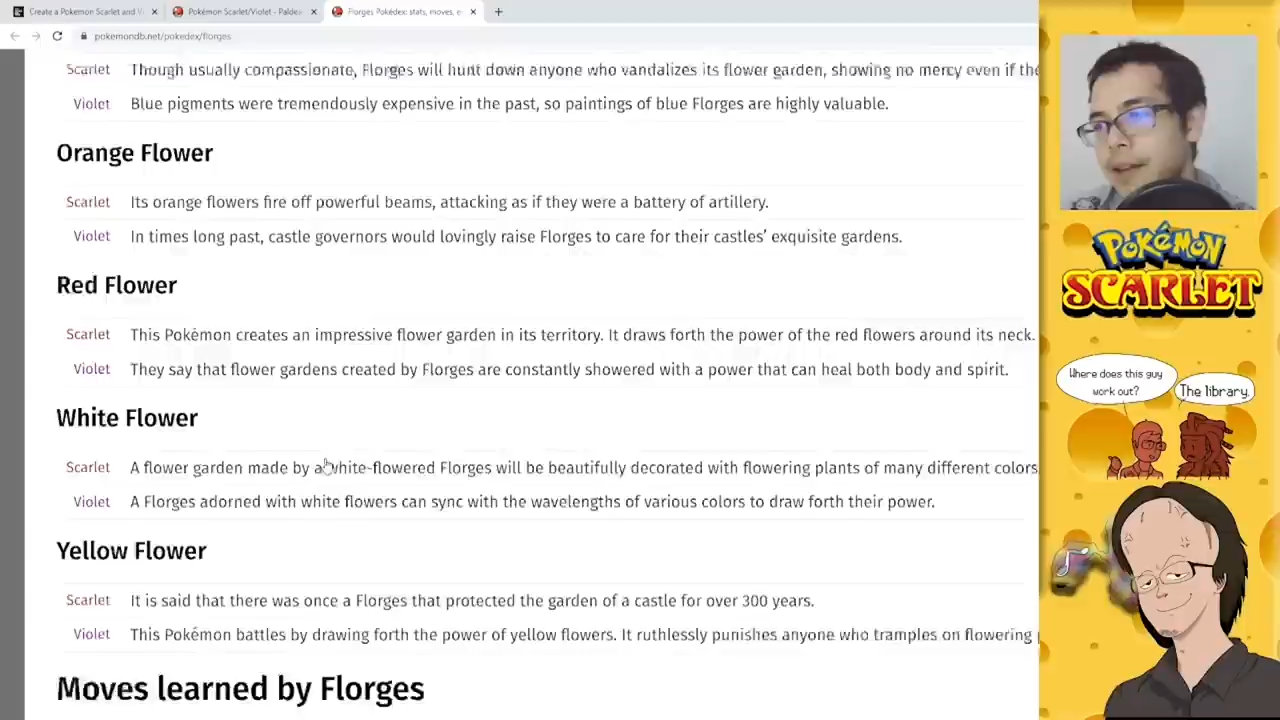 Create a Pokemon Scarlet and Vi
Pokémon Scarlet/Violet - Paldea
Florges Pokédex: stats, moves, e
pokemondb.net/pokedex/florges
Scarlet Though usually compassionate, Florges will hunt down anyone who vandalizes its flower garden, showing no mercy even if the
Violet Blue pigments were tremendously expensive in the past, so paintings of blue Florges are highly valuable.
Orange Flower
Scarlet Its orange flowers fire off powerful beams, attacking as if they were a battery of artillery.
Violet In times long past, castle governors would lovingly raise Florges to care for their castles' exquisite gardens.
Red Flower
Scarlet This Pokémon creates an impressive flower garden in its territory. It draws forth the power of the red flowers around its neck.
Violet They say that flower gardens created by Florges are constantly showered with a power that can heal both body and spirit.
White Flower
Scarlet A flower garden made by a white-flowered Florges will be beautifully decorated with flowering plants of many different colors.
Violet A Florges adorned with white flowers can sync with the wavelengths of various colors to draw forth their power.
Yellow Flower
Scarlet It is said that there was once a Florges that protected the garden of a castle for over 300 years.
Violet This Pokémon battles by drawing forth the power of yellow flowers. It ruthlessly punishes anyone who tramples on flowering
Moves learned by Florges
POKéMON
SCARLET
Where does this guy
work out?
The library.